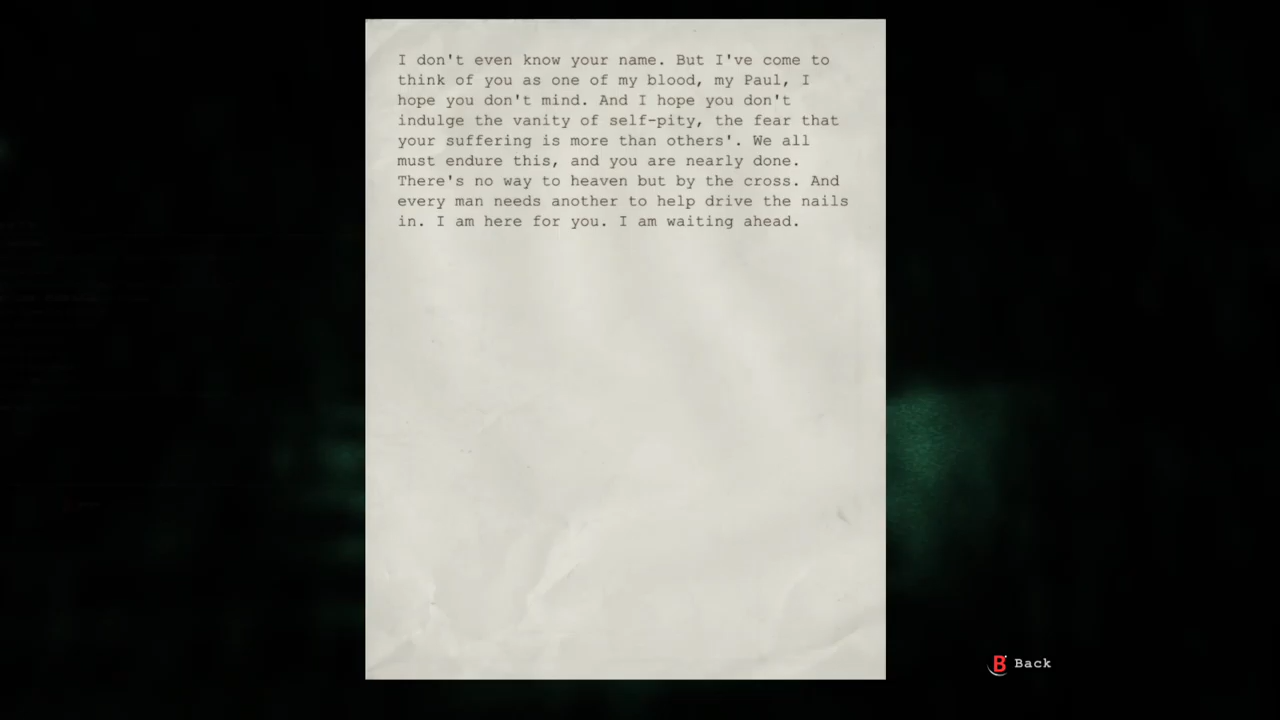 I don't even know your name. But I've come to
think of you as one of my blood, my Paul, I
hope you don't mind. And I hope you don't
indulge the vanity of self-pity, the fear that
your suffering is more than others'. We all
must endure this, and you are nearly done.
There's no way to heaven but by the cross. And
every man needs another to help drive the nails
in. I am here for you. I am waiting ahead.
B Back